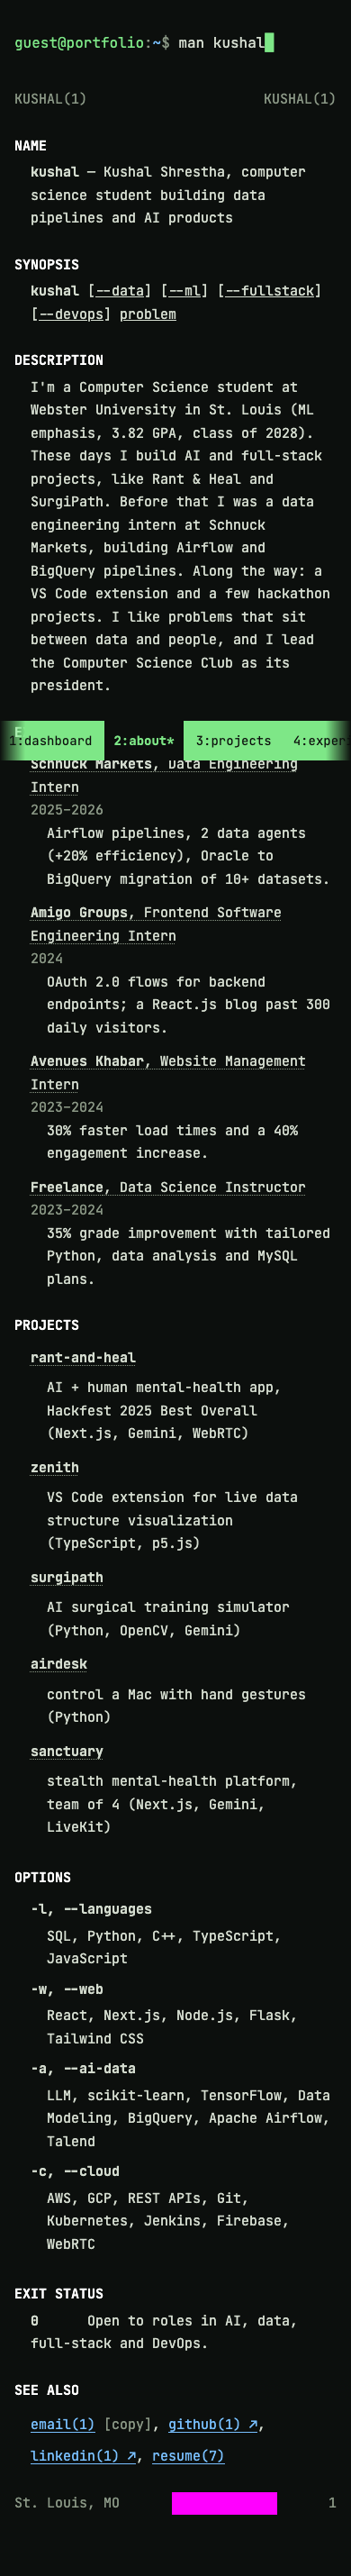 guest@portfolio:~$ man kushal
KUSHAL(1) KUSHAL(1)
NAME
kushal — Kushal Shrestha, computer
science student building data
pipelines and AI products
SYNOPSIS
kushal [--data] [--ml] [--fullstack]
[--devops] problem
DESCRIPTION
I'm a Computer Science student at
Webster University in St. Louis (ML
emphasis, 3.82 GPA, class of 2028).
These days I build AI and full-stack
projects, like Rant & Heal and
SurgiPath. Before that I was a data
engineering intern at Schnuck
Markets, building Airflow and
BigQuery pipelines. Along the way: a
VS Code extension and a few hackathon
projects. I like problems that sit
between data and people, and I lead
the Computer Science Club as its
president.
1:dashboard 2:about* 3:projects 4:exper
Schnuck Markets, Data Engineering
Intern
2025–2026
Airflow pipelines, 2 data agents
(+20% efficiency), Oracle to
BigQuery migration of 10+ datasets.
Amigo Groups, Frontend Software
Engineering Intern
2024
OAuth 2.0 flows for backend
endpoints; a React.js blog past 300
daily visitors.
Avenues Khabar, Website Management
Intern
2023–2024
30% faster load times and a 40%
engagement increase.
Freelance, Data Science Instructor
2023–2024
35% grade improvement with tailored
Python, data analysis and MySQL
plans.
PROJECTS
rant-and-heal
AI + human mental-health app,
Hackfest 2025 Best Overall
(Next.js, Gemini, WebRTC)
zenith
VS Code extension for live data
structure visualization
(TypeScript, p5.js)
surgipath
AI surgical training simulator
(Python, OpenCV, Gemini)
airdesk
control a Mac with hand gestures
(Python)
sanctuary
stealth mental-health platform,
team of 4 (Next.js, Gemini,
LiveKit)
OPTIONS
-l, --languages
SQL, Python, C++, TypeScript,
JavaScript
-w, --web
React, Next.js, Node.js, Flask,
Tailwind CSS
-a, --ai-data
LLM, scikit-learn, TensorFlow, Data
Modeling, BigQuery, Apache Airflow,
Talend
-c, --cloud
AWS, GCP, REST APIs, Git,
Kubernetes, Jenkins, Firebase,
WebRTC
EXIT STATUS
0 Open to roles in AI, data,
full-stack and DevOps.
SEE ALSO
email(1) [copy], github(1) ↗,
linkedin(1) ↗, resume(7)
St. Louis, MO 1